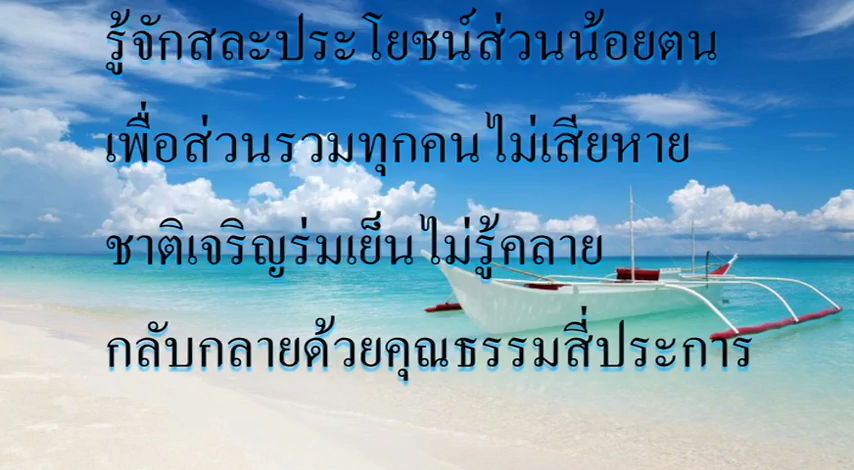 รู้จักสละประโยชน์ส่วนน้อยตน
เพื่อส่วนรวมทุกคนไม่เสียหาย
ชาติเจริญร่มเย็นไม่รู้คลาย
กลับกลายด้วยคุณธรรมสี่ประการ